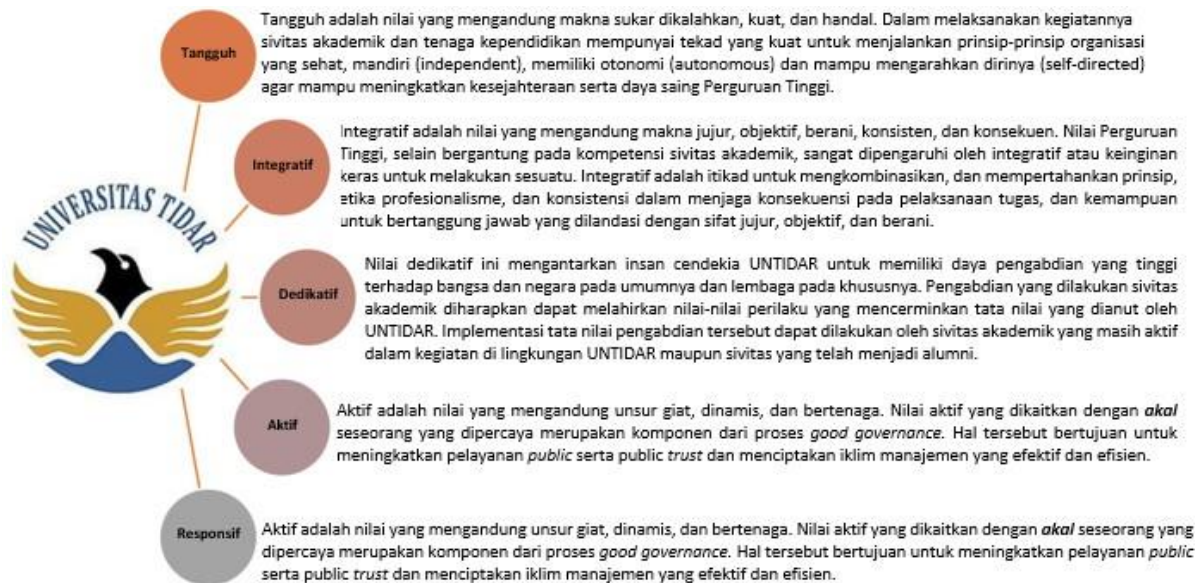 UNIVERSITAS TIDAR
Tangguh
Tangguh adalah nilai yang mengandung makna sukar dikalahkan, kuat, dan handal. Dalam melaksanakan kegiatannya
sivitas akademik dan tenaga kependidikan mempunyai tekad yang kuat untuk menjalankan prinsip-prinsip organisasi
yang sehat, mandiri (independent), memiliki otonomi (autonomous) dan mampu mengarahkan dirinya (self-directed)
agar mampu meningkatkan kesejahteraan serta daya saing Perguruan Tinggi.
Integratif
Integratif adalah nilai yang mengandung makna jujur, objektif, berani, konsisten, dan konsekuen. Nilai Perguruan
Tinggi, selain bergantung pada kompetensi sivitas akademik, sangat dipengaruhi oleh integratif atau keinginan
keras untuk melakukan sesuatu. Integratif adalah itikad untuk mengkombinasikan, dan mempertahankan prinsip,
etika profesionalisme, dan konsistensi dalam menjaga konsekuensi pada pelaksanaan tugas, dan kemampuan
untuk bertanggung jawab yang dilandasi dengan sifat jujur, objektif, dan berani.
Dedikatif
Nilai dedikatif ini mengantarkan insan cendekia UNTIDAR untuk memiliki daya pengabdian yang tinggi
terhadap bangsa dan negara pada umumnya dan lembaga pada khususnya. Pengabdian yang dilakukan sivitas
akademik diharapkan dapat melahirkan nilai-nilai perilaku yang mencerminkan tata nilai yang dianut oleh
UNTIDAR. Implementasi tata nilai pengabdian tersebut dapat dilakukan oleh sivitas akademik yang masih aktif
dalam kegiatan di lingkungan UNTIDAR maupun sivitas yang telah menjadi alumni.
Aktif
Aktif adalah nilai yang mengandung unsur giat, dinamis, dan bertenaga. Nilai aktif yang dikaitkan dengan akal
seseorang yang dipercaya merupakan komponen dari proses good governance. Hal tersebut bertujuan untuk
meningkatkan pelayanan public serta public trust dan menciptakan iklim manajemen yang efektif dan efisien.
Responsif
Aktif adalah nilai yang mengandung unsur giat, dinamis, dan bertenaga. Nilai aktif yang dikaitkan dengan akal seseorang yang
dipercaya merupakan komponen dari proses good governance. Hal tersebut bertujuan untuk meningkatkan pelayanan public
serta public trust dan menciptakan iklim manajemen yang efektif dan efisien.